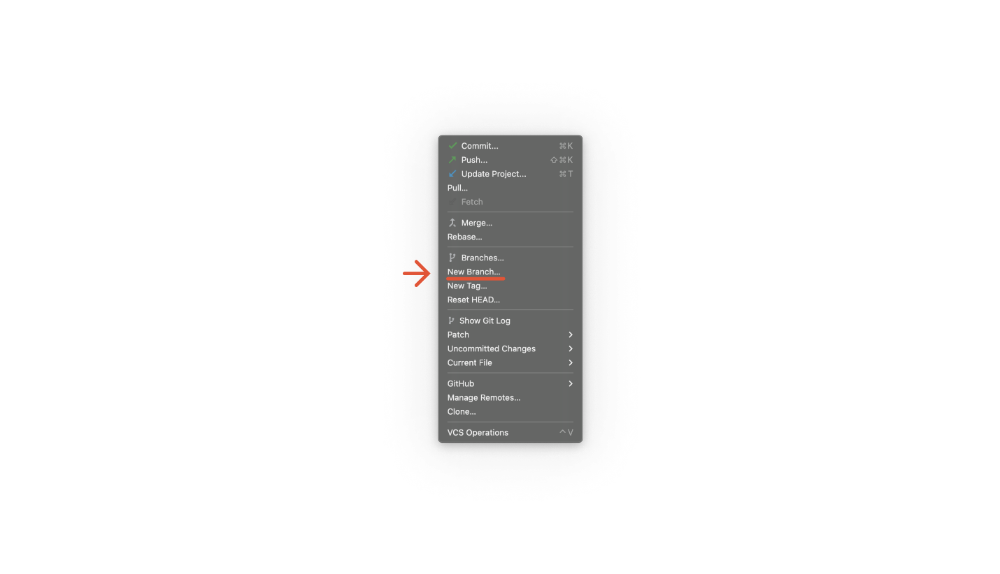 Commit... ⌘K
Push... ⇧⌘K
Update Project... ⌘T
Pull...
Fetch
Merge...
Rebase...
Branches...
New Branch...
New Tag...
Reset HEAD...
Show Git Log
Patch
Uncommitted Changes
Current File
GitHub
Manage Remotes...
Clone...
VCS Operations ^V